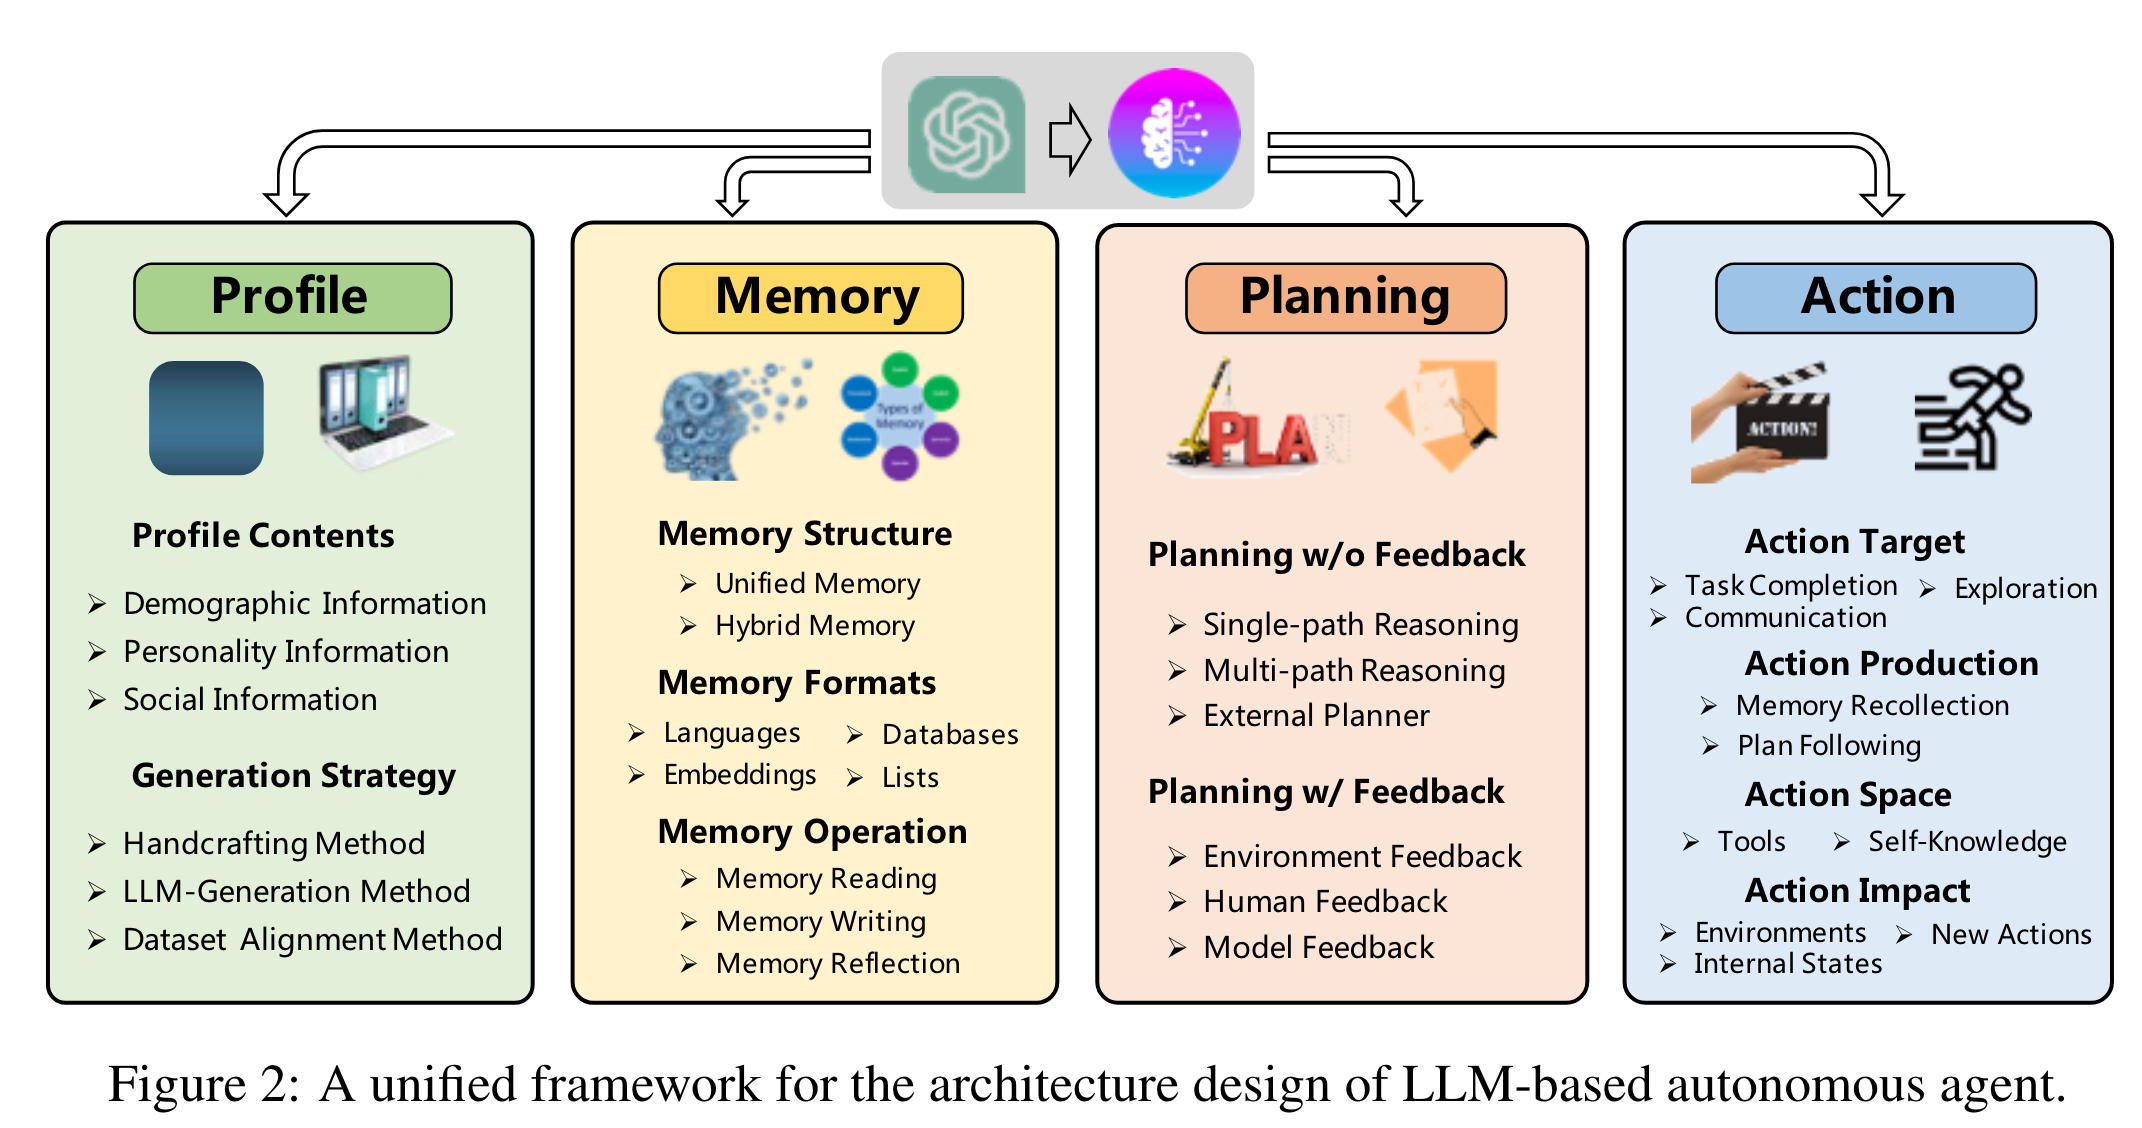 Profile
Profile Contents
Demographic Information
Personality Information
Social Information
Generation Strategy
Handcrafting Method
LLM-Generation Method
Dataset Alignment Method
Memory
Types of
Memory
Memory Structure
Unified Memory
Hybrid Memory
Memory Formats
Languages
Databases
Embeddings
Lists
Memory Operation
Memory Reading
Memory Writing
Memory Reflection
Planning
PLAN
Planning w/o Feedback
Single-path Reasoning
Multi-path Reasoning
External Planner
Planning w/ Feedback
Environment Feedback
Human Feedback
Model Feedback
Action
ACTION!
Action Target
Task Completion
Exploration
Communication
Action Production
Memory Recollection
Plan Following
Action Space
Tools
Self-Knowledge
Action Impact
Environments
New Actions
Internal States
Figure 2: A unified framework for the architecture design of LLM-based autonomous agent.